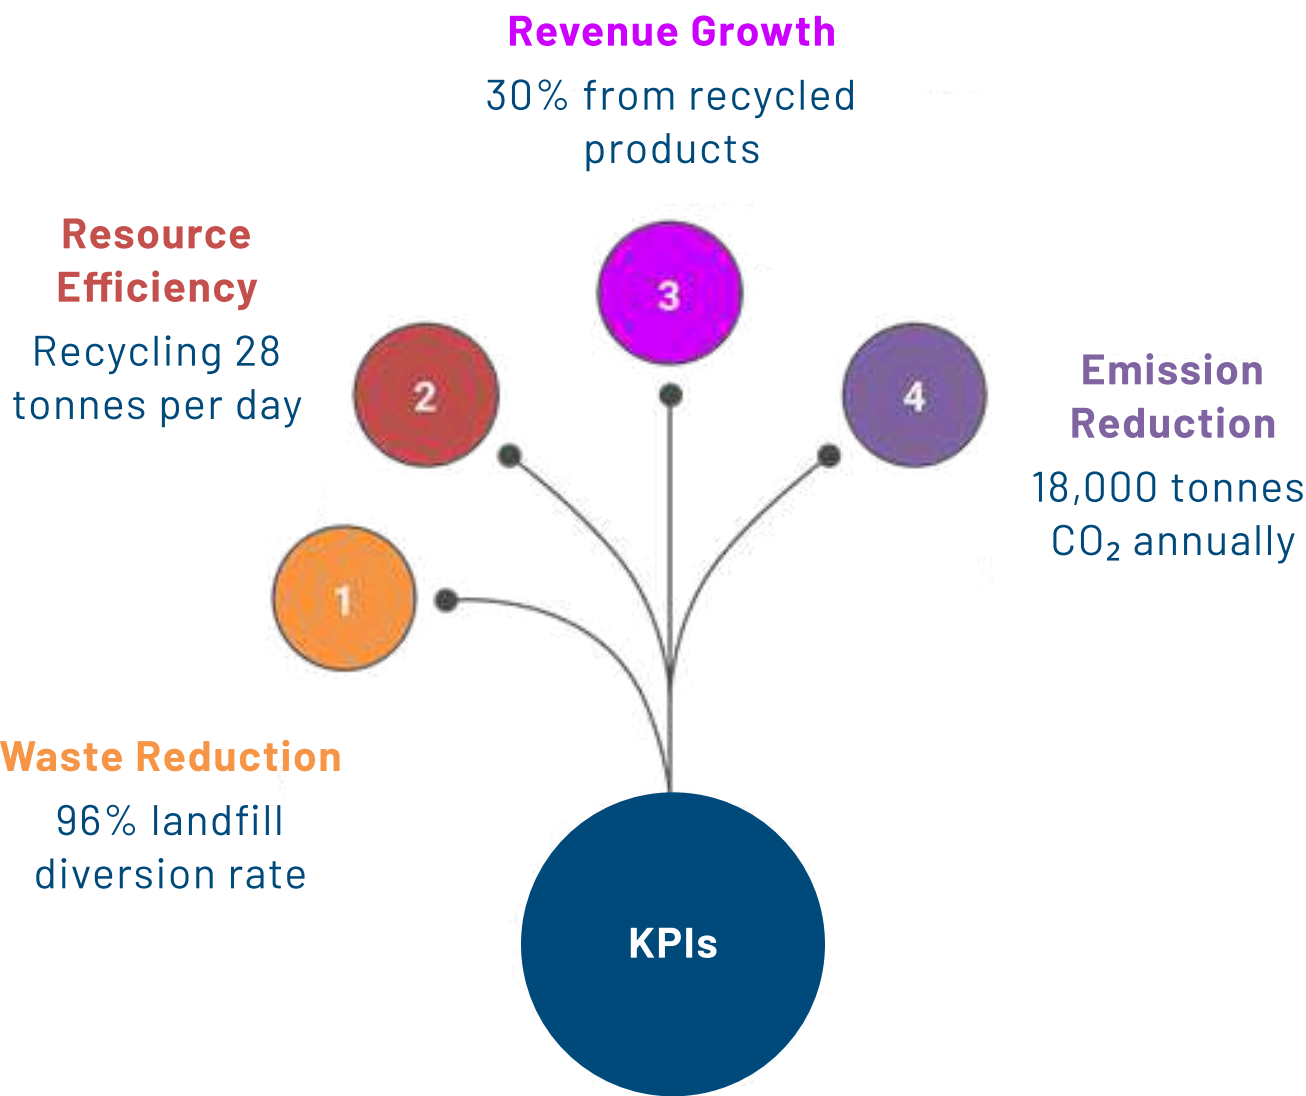 Revenue Growth
30% from recycled
products
Resource
Efficiency
Recycling 28
tonnes per day
3
2
4
Emission
Reduction
18,000 tonnes
CO₂ annually
1
Waste Reduction
96% landfill
diversion rate
KPIs